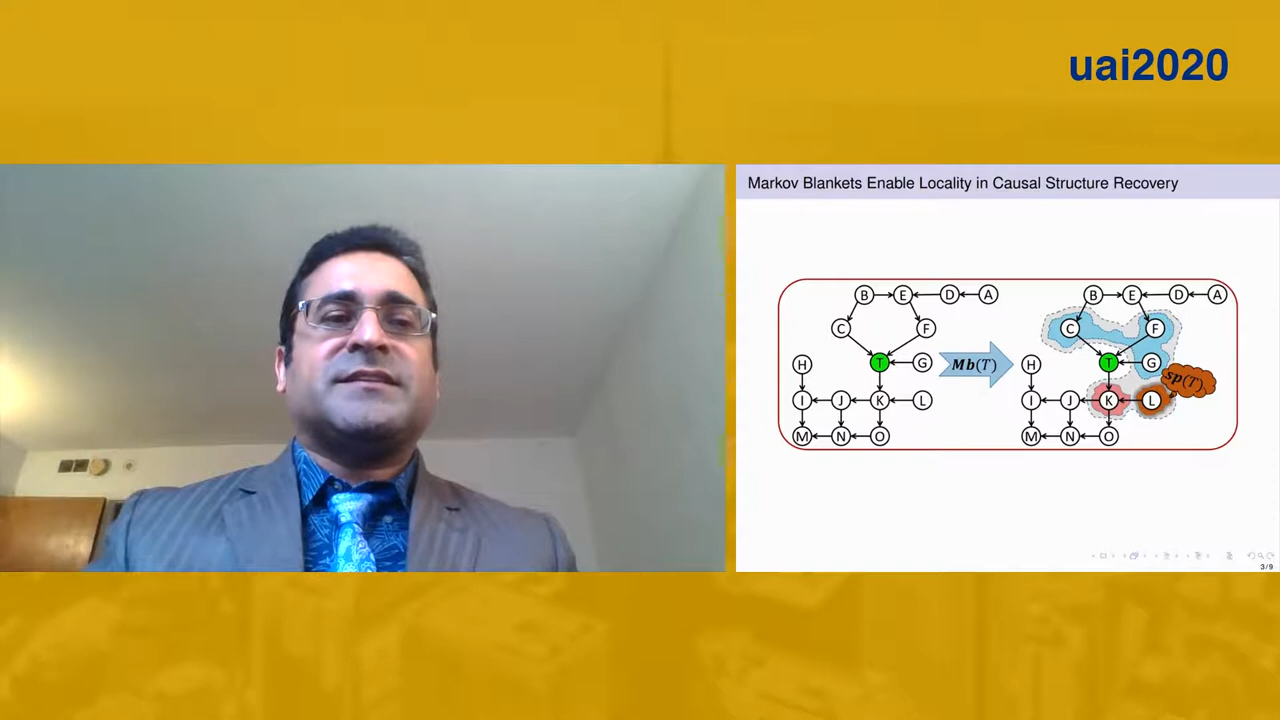 uai2020
Markov Blankets Enable Locality in Causal Structure Recovery
B E D A
C F
H T G
I J K L
M N O
Mb(T)
B E D A
C F
H T G
sp(T)
I J K L
M N O
3/9